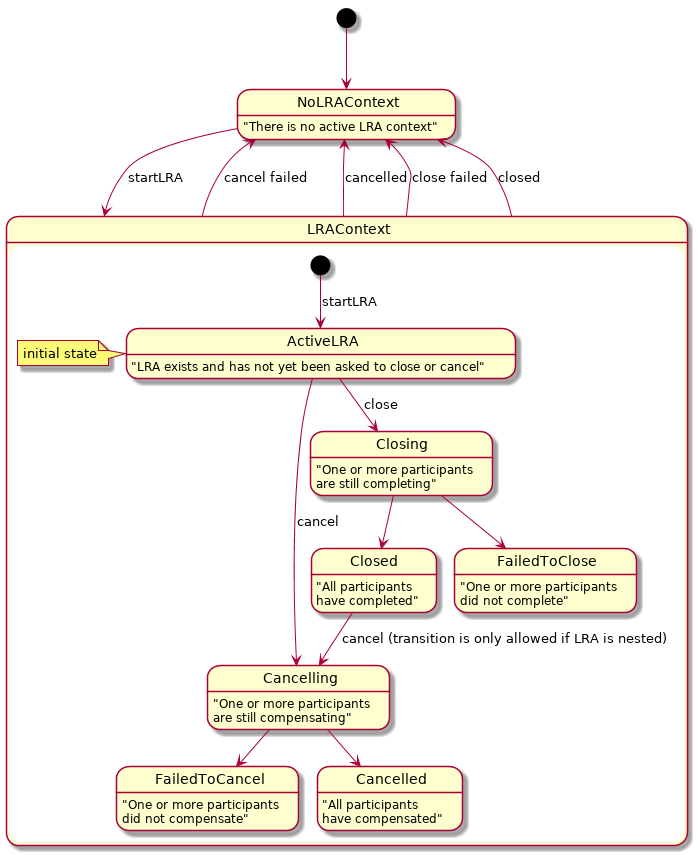 NoLRAContext
"There is no active LRA context"
startLRA
cancel failed
cancelled
close failed
closed
LRAContext
startLRA
ActiveLRA
initial state
"LRA exists and has not yet been asked to close or cancel"
close
Closing
"One or more participants
are still completing"
cancel
Closed
"All participants
have completed"
FailedToClose
"One or more participants
did not complete"
cancel (transition is only allowed if LRA is nested)
Cancelling
"One or more participants
are still compensating"
FailedToCancel
"One or more participants
did not compensate"
Cancelled
"All participants
have compensated"